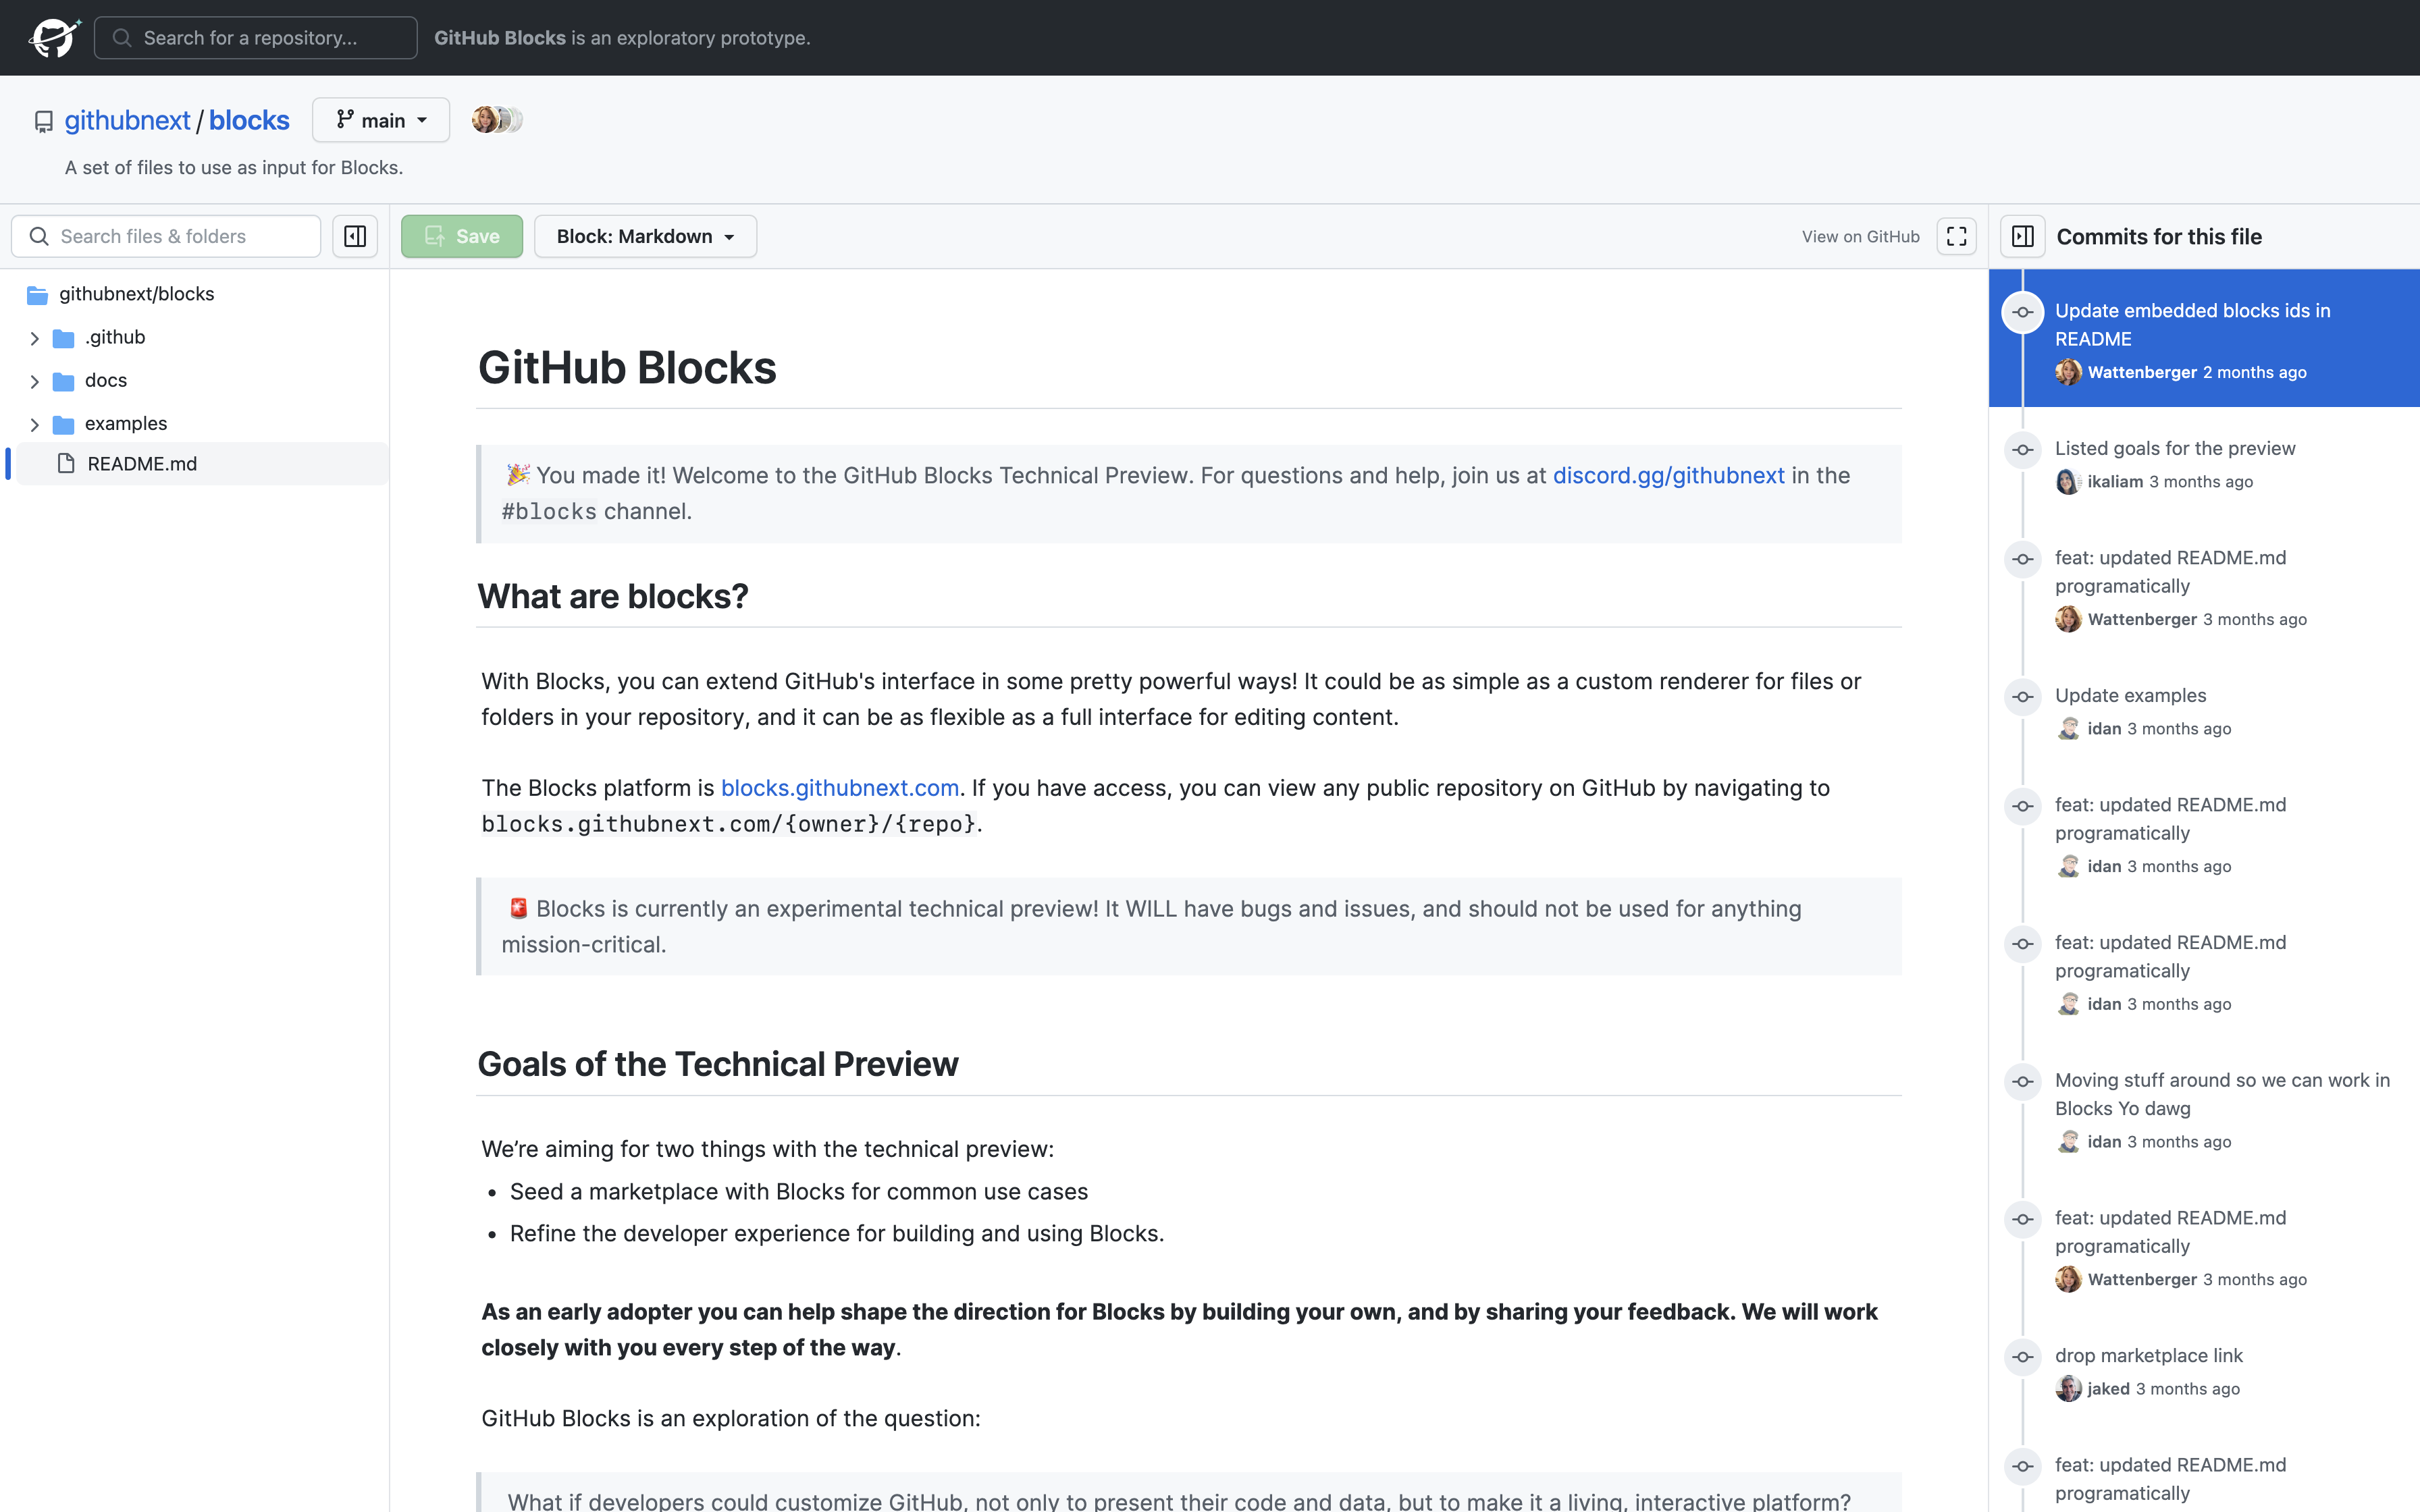 Search for a repository...
GitHub Blocks is an exploratory prototype.
githubnext / blocks
main
A set of files to use as input for Blocks.
Search files & folders
githubnext/blocks
.github
docs
examples
README.md
Save
Block: Markdown
View on GitHub
GitHub Blocks
🎉 You made it! Welcome to the GitHub Blocks Technical Preview. For questions and help, join us at discord.gg/githubnext in the
#blocks channel.
What are blocks?
With Blocks, you can extend GitHub's interface in some pretty powerful ways! It could be as simple as a custom renderer for files or
folders in your repository, and it can be as flexible as a full interface for editing content.
The Blocks platform is blocks.githubnext.com. If you have access, you can view any public repository on GitHub by navigating to
blocks.githubnext.com/{owner}/{repo}.
🚨 Blocks is currently an experimental technical preview! It WILL have bugs and issues, and should not be used for anything
mission-critical.
Goals of the Technical Preview
We’re aiming for two things with the technical preview:
• Seed a marketplace with Blocks for common use cases
• Refine the developer experience for building and using Blocks.
As an early adopter you can help shape the direction for Blocks by building your own, and by sharing your feedback. We will work
closely with you every step of the way.
GitHub Blocks is an exploration of the question:
What if developers could customize GitHub, not only to present their code and data, but to make it a living, interactive platform?
Commits for this file
Update embedded blocks ids in
README
Wattenberger 2 months ago
Listed goals for the preview
ikaliam 3 months ago
feat: updated README.md
programatically
Wattenberger 3 months ago
Update examples
idan 3 months ago
feat: updated README.md
programatically
idan 3 months ago
feat: updated README.md
programatically
idan 3 months ago
Moving stuff around so we can work in
Blocks Yo dawg
idan 3 months ago
feat: updated README.md
programatically
Wattenberger 3 months ago
drop marketplace link
jaked 3 months ago
feat: updated README.md
programatically